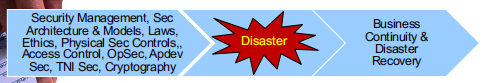 Security Management, Sec
Architecture & Models, Laws,
Ethics, Physical Sec Controls,,
Access Control, OpSec, Apdev
Sec, TNI Sec, Cryptography
Disaster
Business
Continuity &
Disaster
Recovery